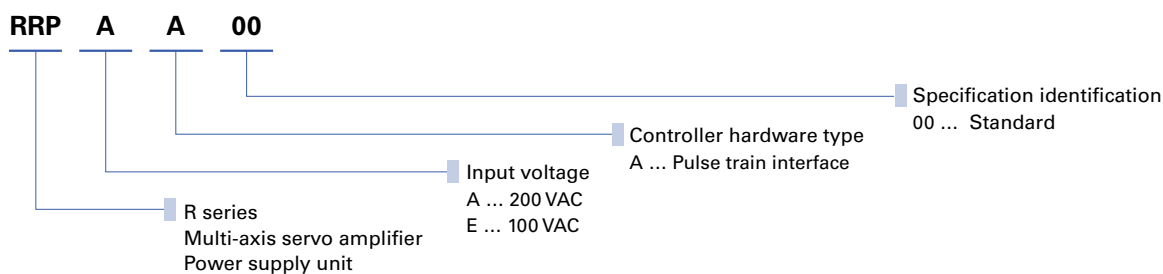 RRP A A 00
Specification identification
00 ... Standard
Controller hardware type
A ... Pulse train interface
Input voltage
A ... 200 VAC
E ... 100 VAC
R series
Multi-axis servo amplifier
Power supply unit